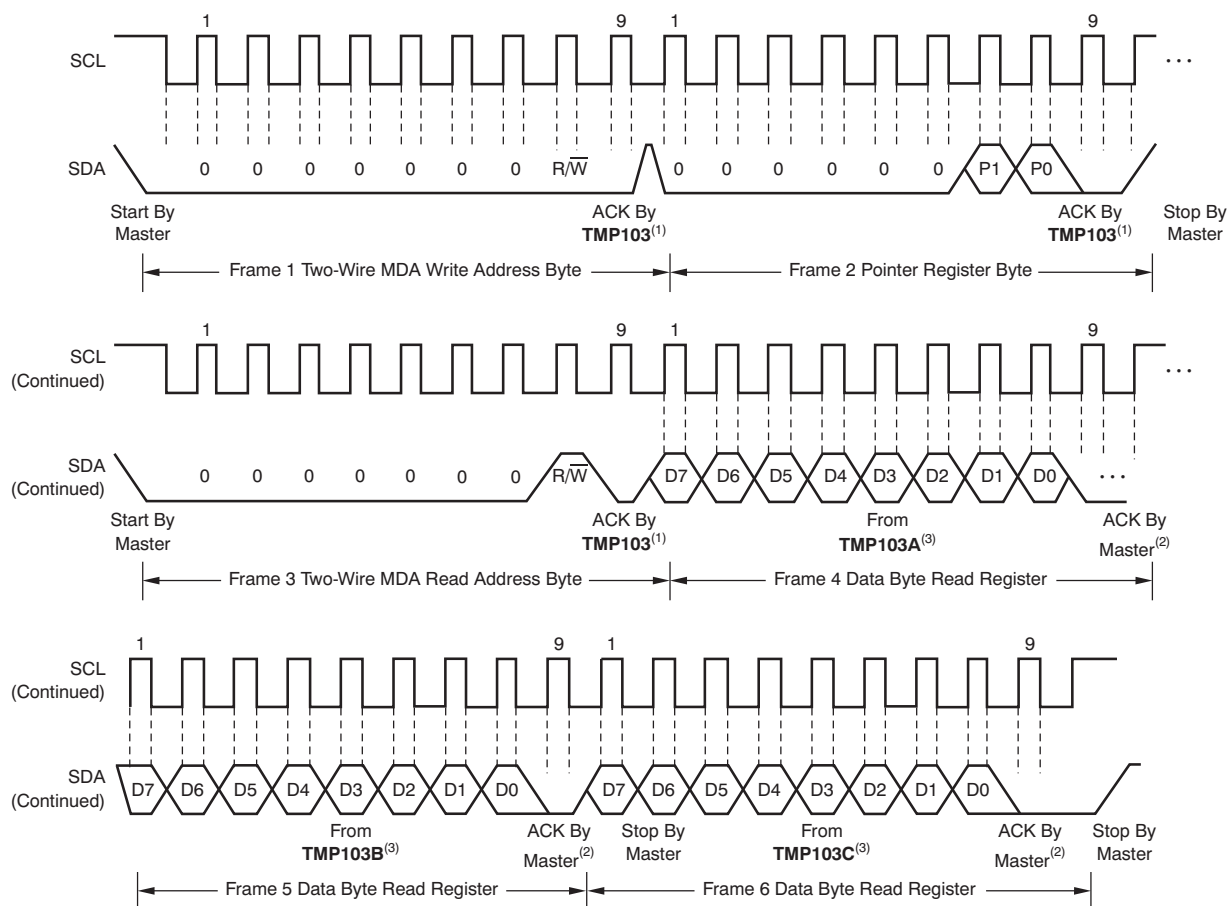 1 9 1 9
SCL ···
SDA 0 0 0 0 0 0 0 R/W̅ 0 0 0 0 0 0 P1 P0
Start By Master ACK By TMP103(1) ACK By TMP103(1) Stop By Master
Frame 1 Two-Wire MDA Write Address Byte Frame 2 Pointer Register Byte
1 9 1 9
SCL (Continued) ···
SDA (Continued) 0 0 0 0 0 0 0 R/W̅ D7 D6 D5 D4 D3 D2 D1 D0 ···
Start By Master ACK By TMP103(1) From TMP103A(3) ACK By Master(2)
Frame 3 Two-Wire MDA Read Address Byte Frame 4 Data Byte Read Register
1 9 1 9
SCL (Continued)
SDA (Continued) D7 D6 D5 D4 D3 D2 D1 D0 D7 D6 D5 D4 D3 D2 D1 D0
From TMP103B(3) ACK By Master(2) Stop By Master From TMP103C(3) ACK By Master(2) Stop By Master
Frame 5 Data Byte Read Register Frame 6 Data Byte Read Register